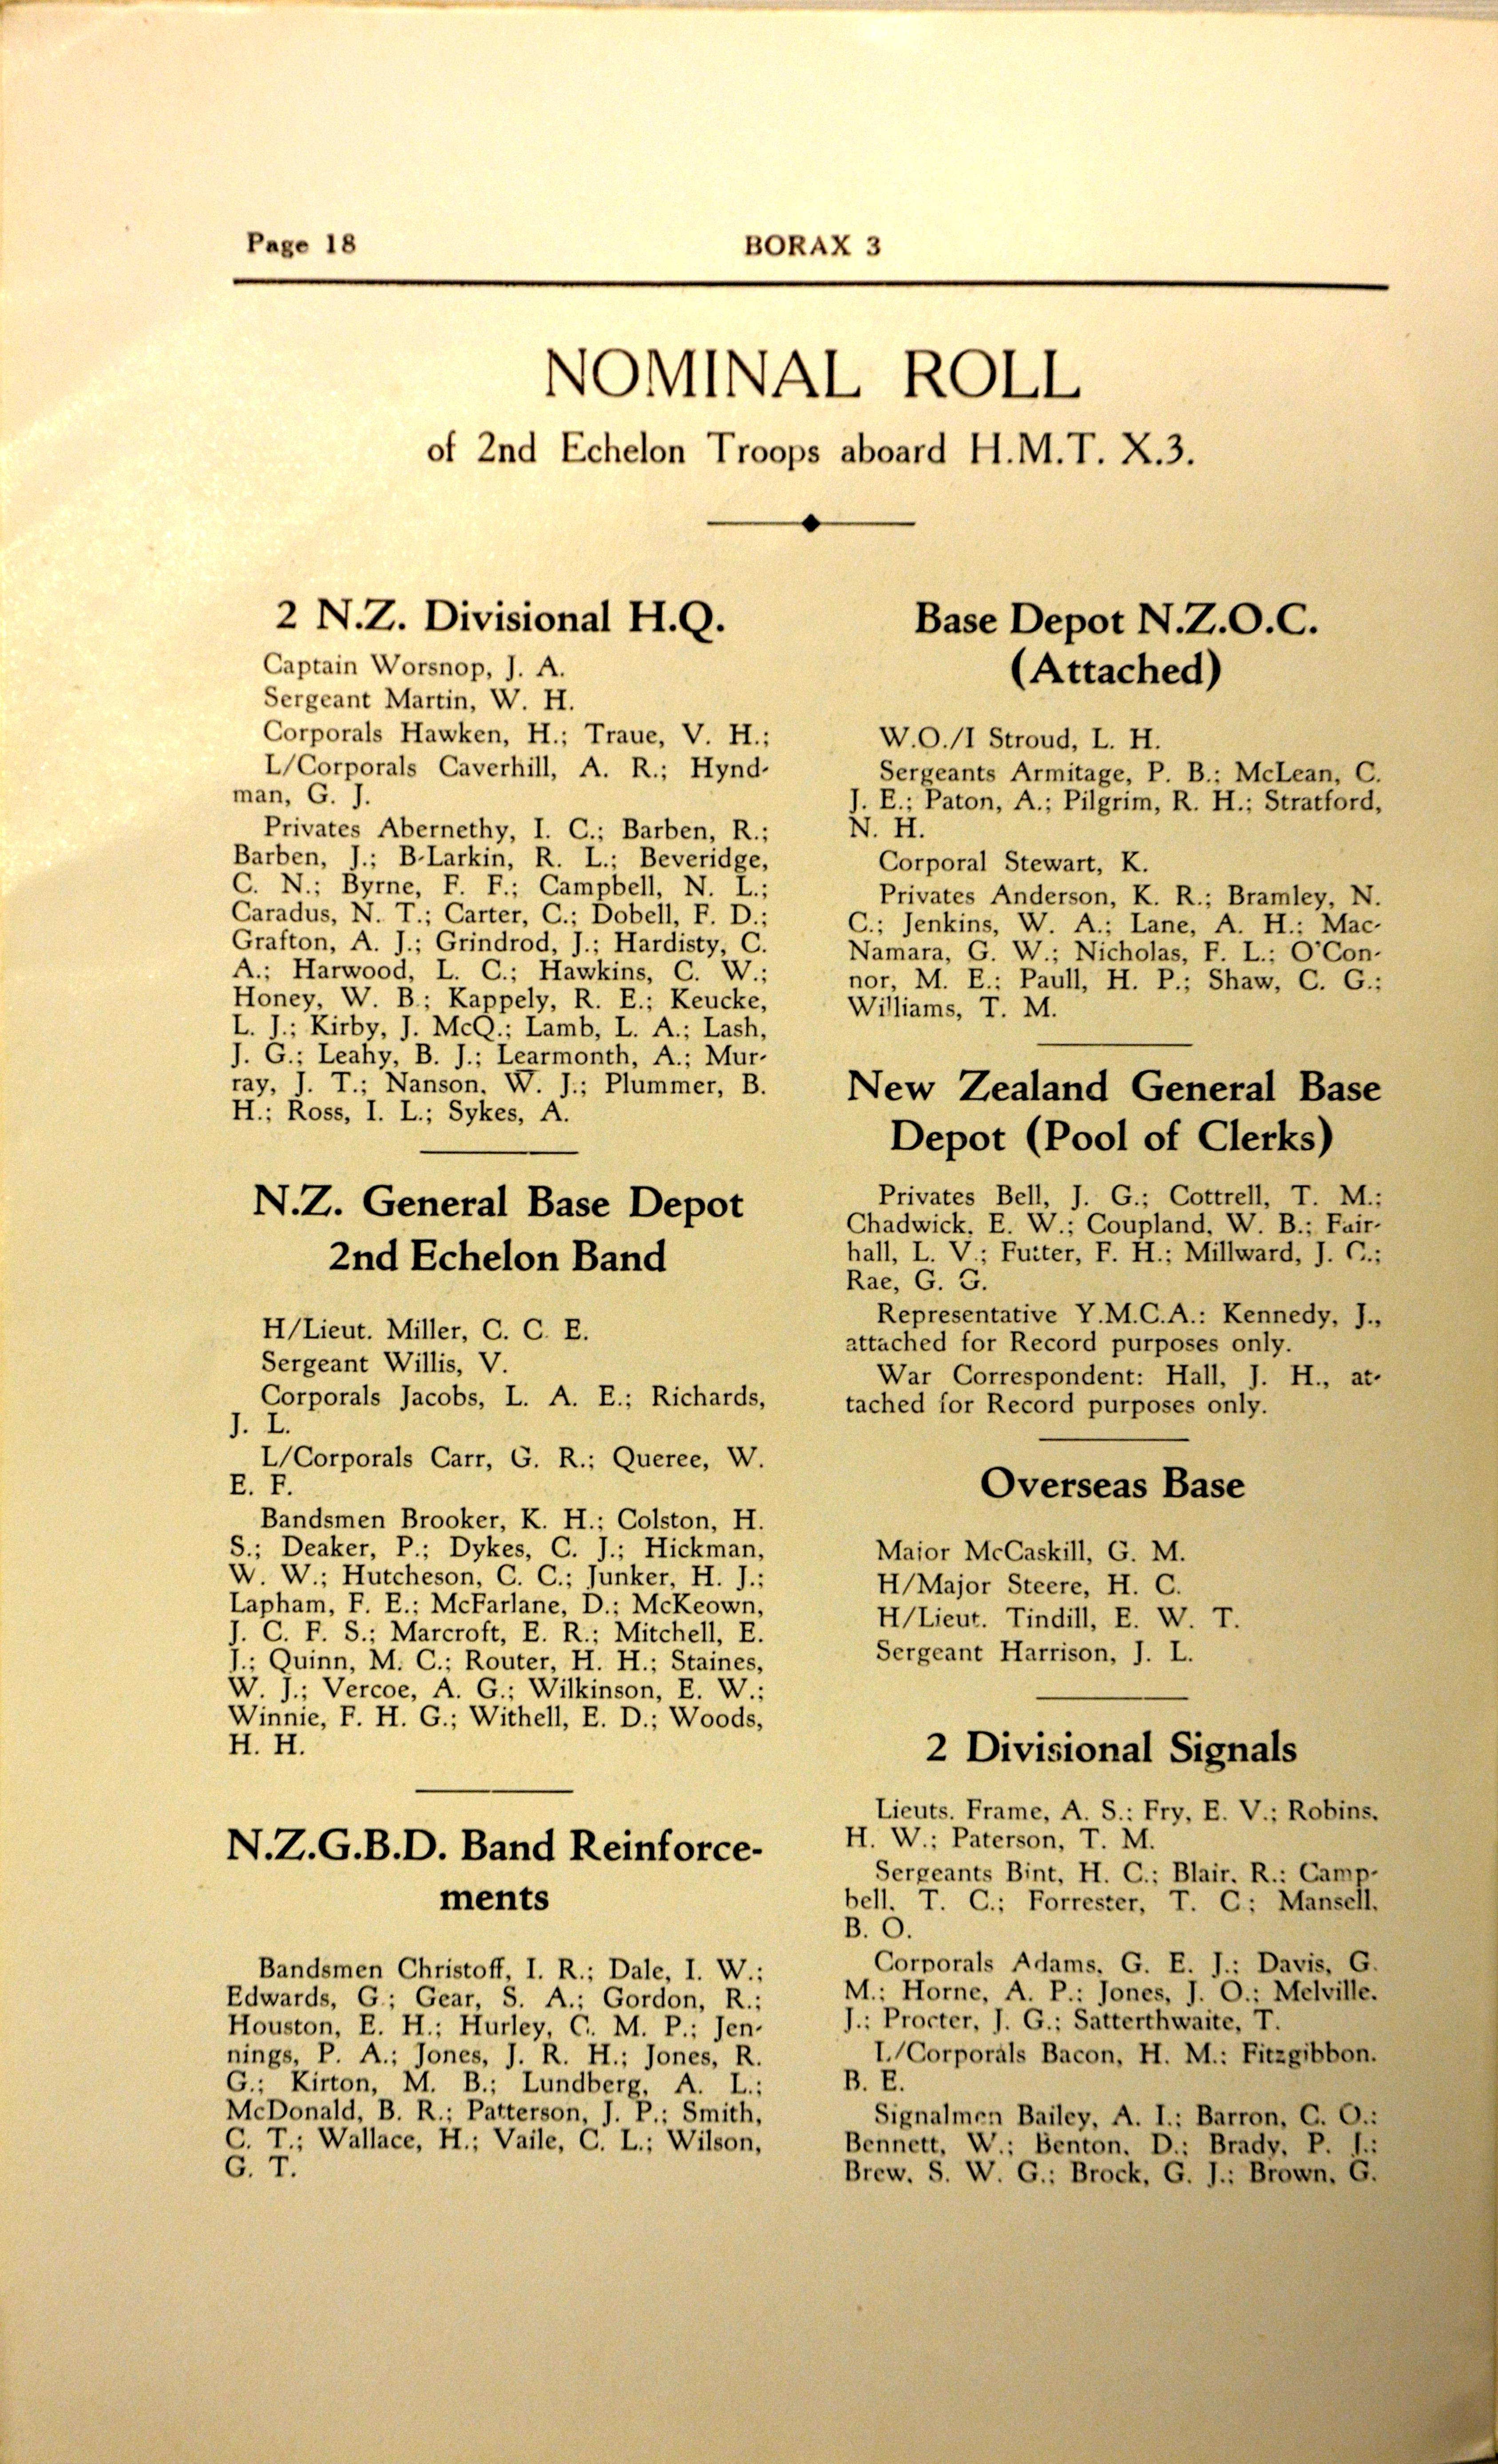 Page 18
BORAX 3
NOMINAL ROLL
of 2nd Echelon Troops aboard H.M.T. X.3.
2 N.Z. Divisional H.Q.
Captain Worsnop, J. A.
Sergeant Martin, W. H.
Corporals Hawken, H.; Traue, V. H.;
L/Corporals Caverhill, A. R.; Hynd-
man, G. J.
Privates Abernethy, I. C.; Barben, R.;
Barben, J.; B-Larkin, R. L.; Beveridge,
C. N.; Byrne, F. F.; Campbell, N. L.;
Caradus, N. T.; Carter, C.; Dobell, F. D.;
Grafton, A. J.; Grindrod, J.; Hardisty, C.
A.; Harwood, L. C.; Hawkins, C. W.;
Honey, W. B.; Kappely, R. E.; Keucke,
L. J.; Kirby, J. McQ.; Lamb, L. A.; Lash,
J. G.; Leahy, B. J.; Learmonth, A.; Mur-
ray, J. T.; Nanson, W. J.; Plummer, B.
H.; Ross, I. L.; Sykes, A.
N.Z. General Base Depot
2nd Echelon Band
H/Lieut. Miller, C. C. E.
Sergeant Willis, V.
Corporals Jacobs, L. A. E.; Richards,
J. L.
L/Corporals Carr, G. R.; Queree, W.
E. F.
Bandsmen Brooker, K. H.; Colston, H.
S.; Deaker, P.; Dykes, C. J.; Hickman,
W. W.; Hutcheson, C. C.; Junker, H. J.;
Lapham, F. E.; McFarlane, D.; McKeown,
J. C. F. S.; Marcroft, E. R.; Mitchell, E.
J.; Quinn, M. C.; Router, H. H.; Staines,
W. J.; Vercoe, A. G.; Wilkinson, E. W.;
Winnie, F. H. G.; Withell, E. D.; Woods,
H. H.
N.Z.G.B.D. Band Reinforce-
ments
Bandsmen Christoff, I. R.; Dale, I. W.;
Edwards, G.; Gear, S. A.; Gordon, R.;
Houston, E. H.; Hurley, C. M. P.; Jen-
nings, P. A.; Jones, J. R. H.; Jones, R.
G.; Kirton, M. B.; Lundberg, A. L.;
McDonald, B. R.; Patterson, J. P.; Smith,
C. T.; Wallace, H.; Vaile, C. L.; Wilson,
G. T.
Base Depot N.Z.O.C.
(Attached)
W.O./I Stroud, L. H.
Sergeants Armitage, P. B.; McLean, C.
J. E.; Paton, A.; Pilgrim, R. H.; Stratford,
N. H.
Corporal Stewart, K.
Privates Anderson, K. R.; Bramley, N.
C.; Jenkins, W. A.; Lane, A. H.; Mac-
Namara, G. W.; Nicholas, F. L.; O'Con-
nor, M. E.; Paull, H. P.; Shaw, C. G.;
Williams, T. M.
New Zealand General Base
Depot (Pool of Clerks)
Privates Bell, J. G.; Cottrell, T. M.;
Chadwick, E. W.; Coupland, W. B.; Fair-
hall, L. V.; Futter, F. H.; Millward, J. C.;
Rae, G. G.
Representative Y.M.C.A.: Kennedy, J.,
attached for Record purposes only.
War Correspondent: Hall, J. H., at-
tached for Record purposes only.
Overseas Base
Major McCaskill, G. M.
H/Major Steere, H. C.
H/Lieut. Tindill, E. W. T.
Sergeant Harrison, J. L.
2 Divisional Signals
Lieuts. Frame, A. S.; Fry, E. V.; Robins,
H. W.; Paterson, T. M.
Sergeants Bint, H. C.; Blair, R.; Camp-
bell, T. C.; Forrester, T. C; Mansell,
B. O.
Corporals Adams, G. E. J.; Davis, G.
M.; Horne, A. P.; Jones, J. O.; Melville,
J.; Procter, J. G.; Satterthwaite, T.
L/Corporals Bacon, H. M.; Fitzgibbon,
B. E.
Signalmen Bailey, A. I.; Barron, C. O.;
Bennett, W.; Benton, D.; Brady, P. J.;
Brew, S. W. G.; Brock, G. J.; Brown, G.